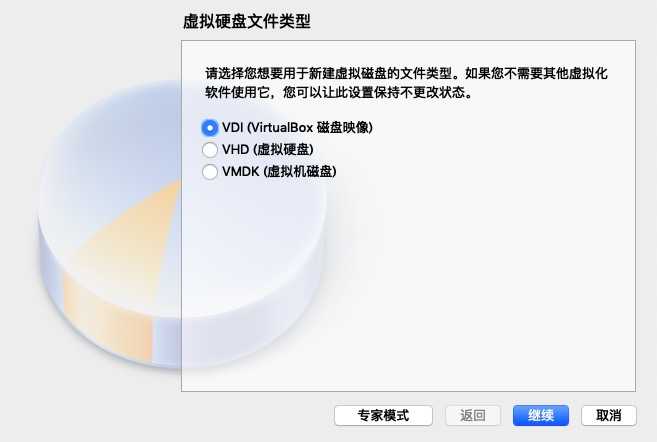 虚拟硬盘文件类型
请选择您想要用于新建虚拟磁盘的文件类型。如果您不需要其他虚拟化
软件使用它，您可以让此设置保持不更改状态。
VDI (VirtualBox 磁盘映像)
VHD (虚拟硬盘)
VMDK (虚拟机磁盘)
专家模式 返回 继续 取消